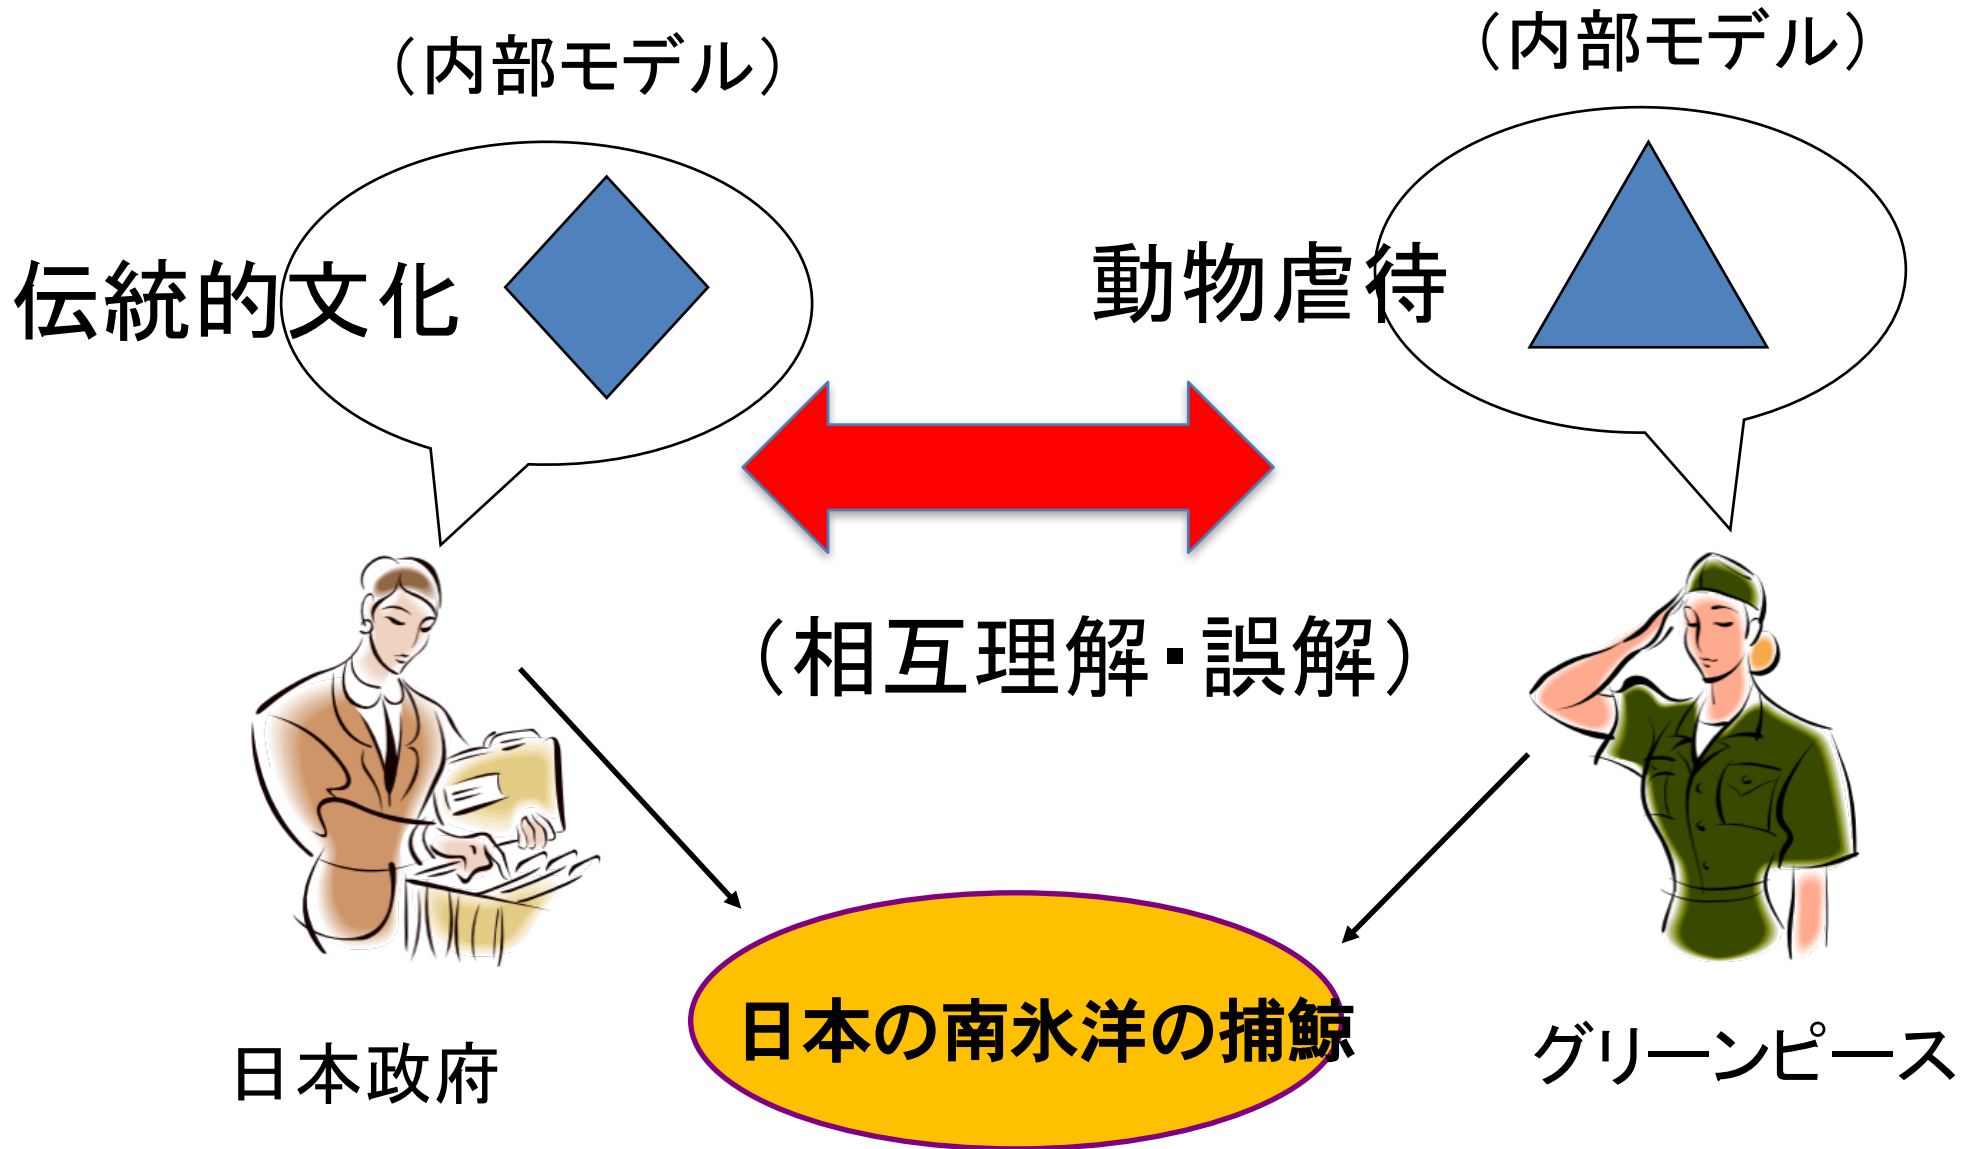 （内部モデル）
（内部モデル）
伝統的文化
動物虐待
（相互理解・誤解）
日本の南氷洋の捕鯨
日本政府
グリーンピース